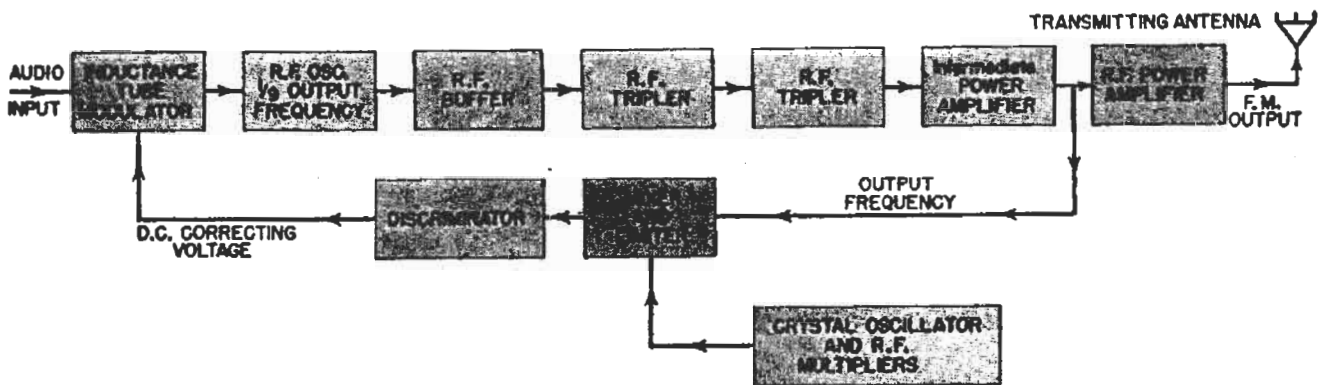 TRANSMITTING ANTENNA
AUDIO
INPUT
INDUCTANCE
TUBE
MODULATOR
R.F. OSC.
1/9 OUTPUT
FREQUENCY
R.F.
BUFFER
R.F.
TRIPLER
R.F.
TRIPLER
Intermediate
POWER
AMPLIFIER
R.F. POWER
AMPLIFIER
F.M.
OUTPUT
OUTPUT
FREQUENCY
DISCRIMINATOR
D.C. CORRECTING
VOLTAGE
CRYSTAL OSCILLATOR
AND R.F.
MULTIPLIERS